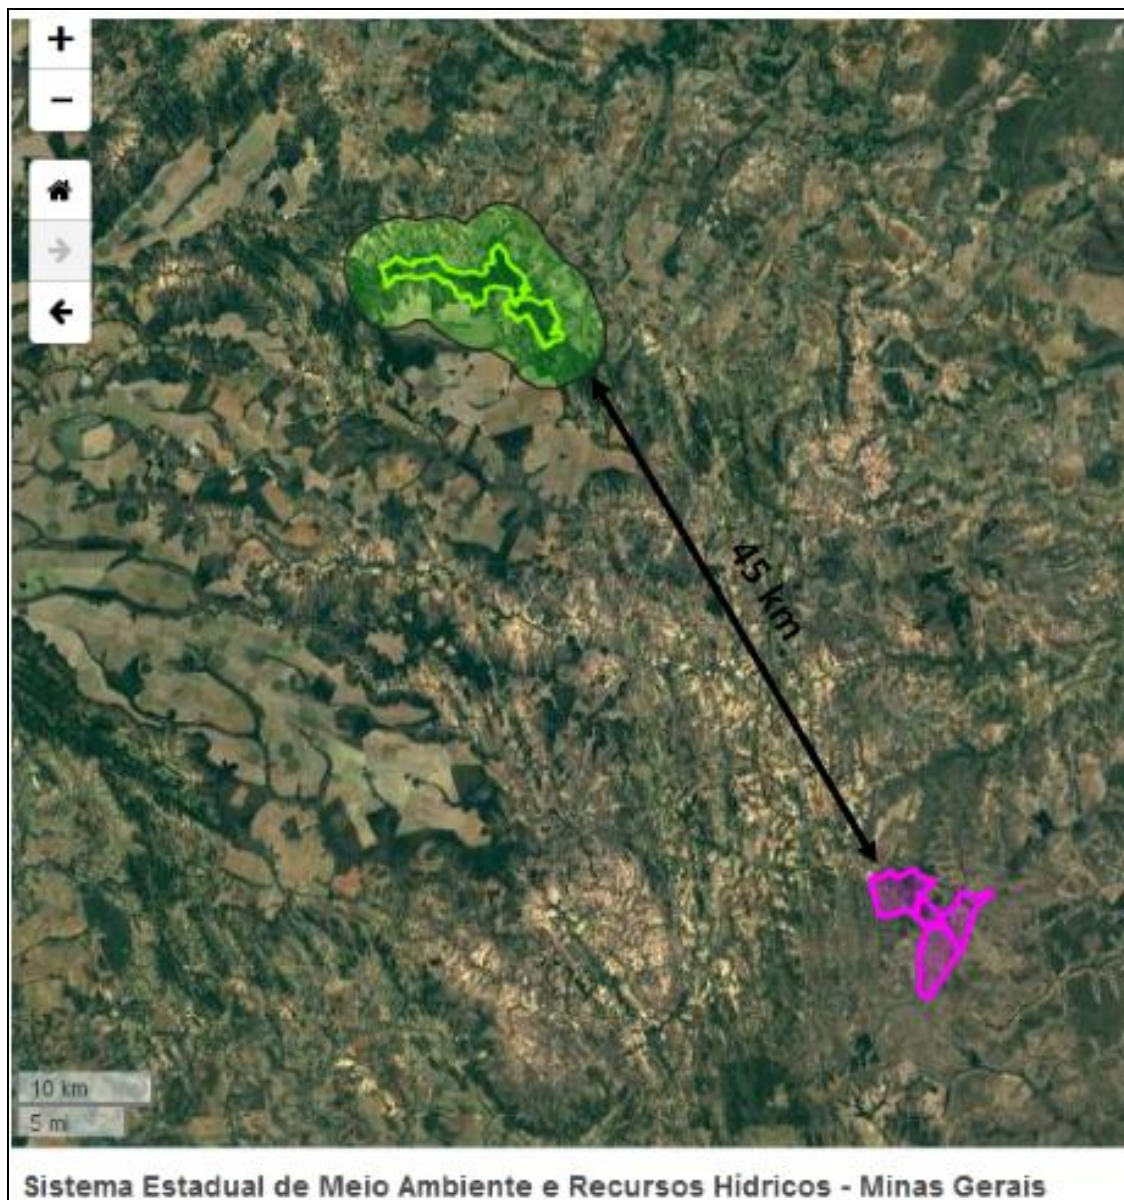 +
−
45 km
10 km
5 mi
Sistema Estadual de Meio Ambiente e Recursos Hídricos - Minas Gerais